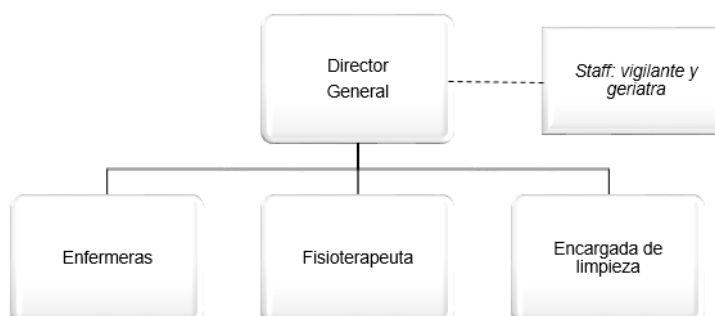 Director
General
Staff: vigilante y
geriatra
Enfermeras
Fisioterapeuta
Encargada de
limpieza